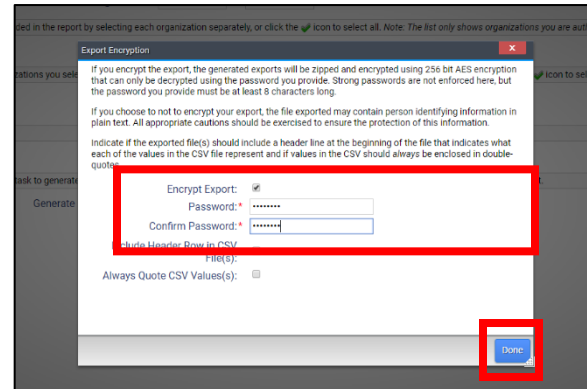 ded in the report by selecting each organization separately, or click the icon to select all. Note: The list only shows organizations you are aut
Export Encryption
x
If you encrypt the export, the generated exports will be zipped and encrypted using 256 bit AES encryption
that can only be decrypted using the password you provide. Strong passwords are not enforced here, but
the password you provide must be at least 8 characters long.
zations you sele
icon to sel
If you choose to not to encrypt your export, the file exported may contain person identifying information in
plain text. All appropriate cautions should be exercised to ensure the protection of this information.
Indicate if the exported file(s) should include a header line at the beginning of the file that indicates what
each of the values in the CSV file represent and if values in the CSV should always be enclosed in double-
quotes
task to generate
Encrypt Export:
Generate
Password:* ••••••••
Confirm Password:* ••••••••
Include Header Row in CSV
File(s):
Always Quote CSV Values(s):
Done